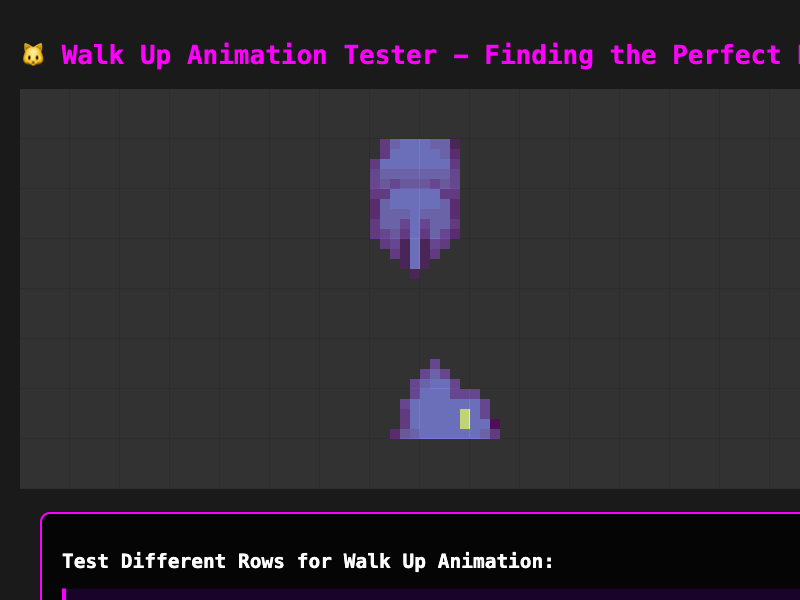 🐱 Walk Up Animation Tester – Finding the Perfect
Test Different Rows for Walk Up Animation: